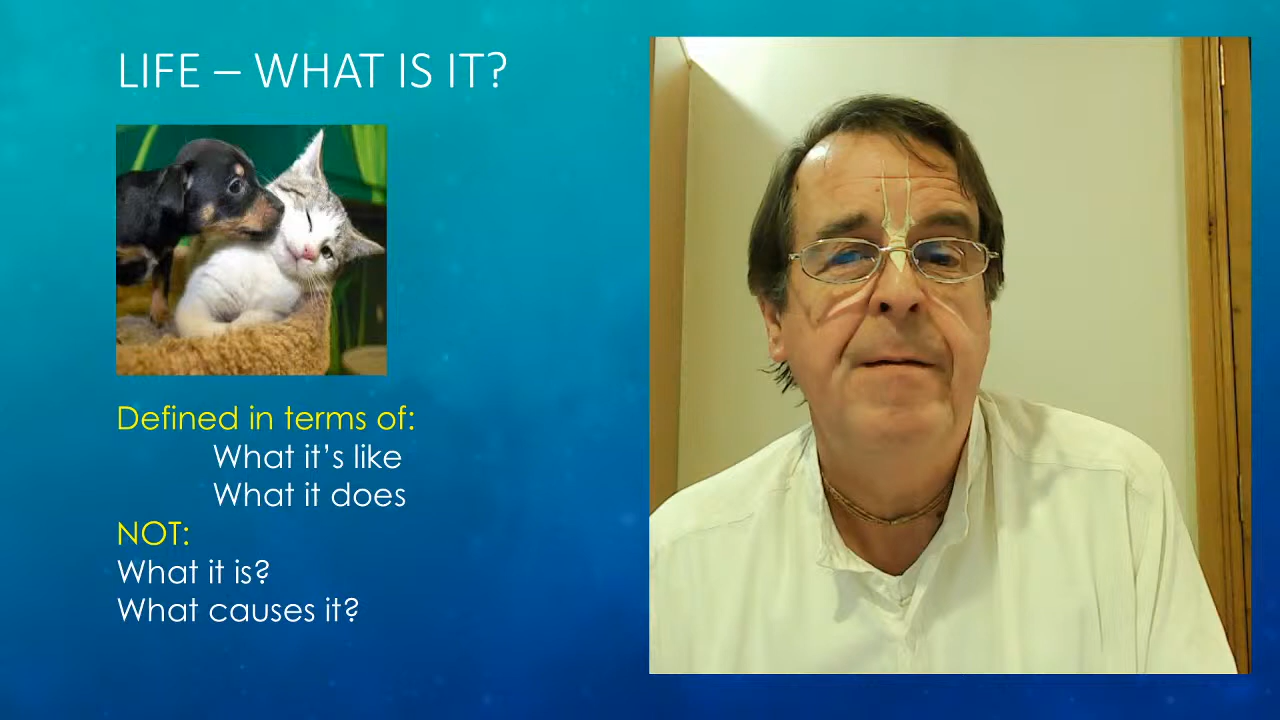 LIFE – WHAT IS IT?
Defined in terms of:
What it’s like
What it does
NOT:
What it is?
What causes it?